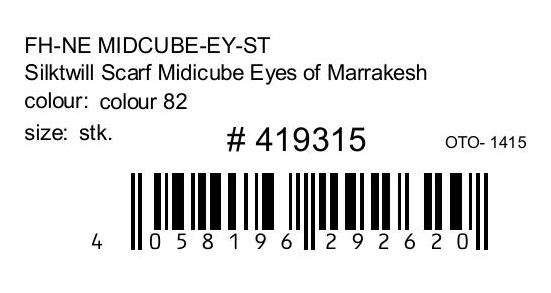 FH-NE MIDCUBE-EY-ST
Silktwill Scarf Midicube Eyes of Marrakesh
colour: colour 82
size: stk.
# 419315
OTO- 1415
4 058196 292620